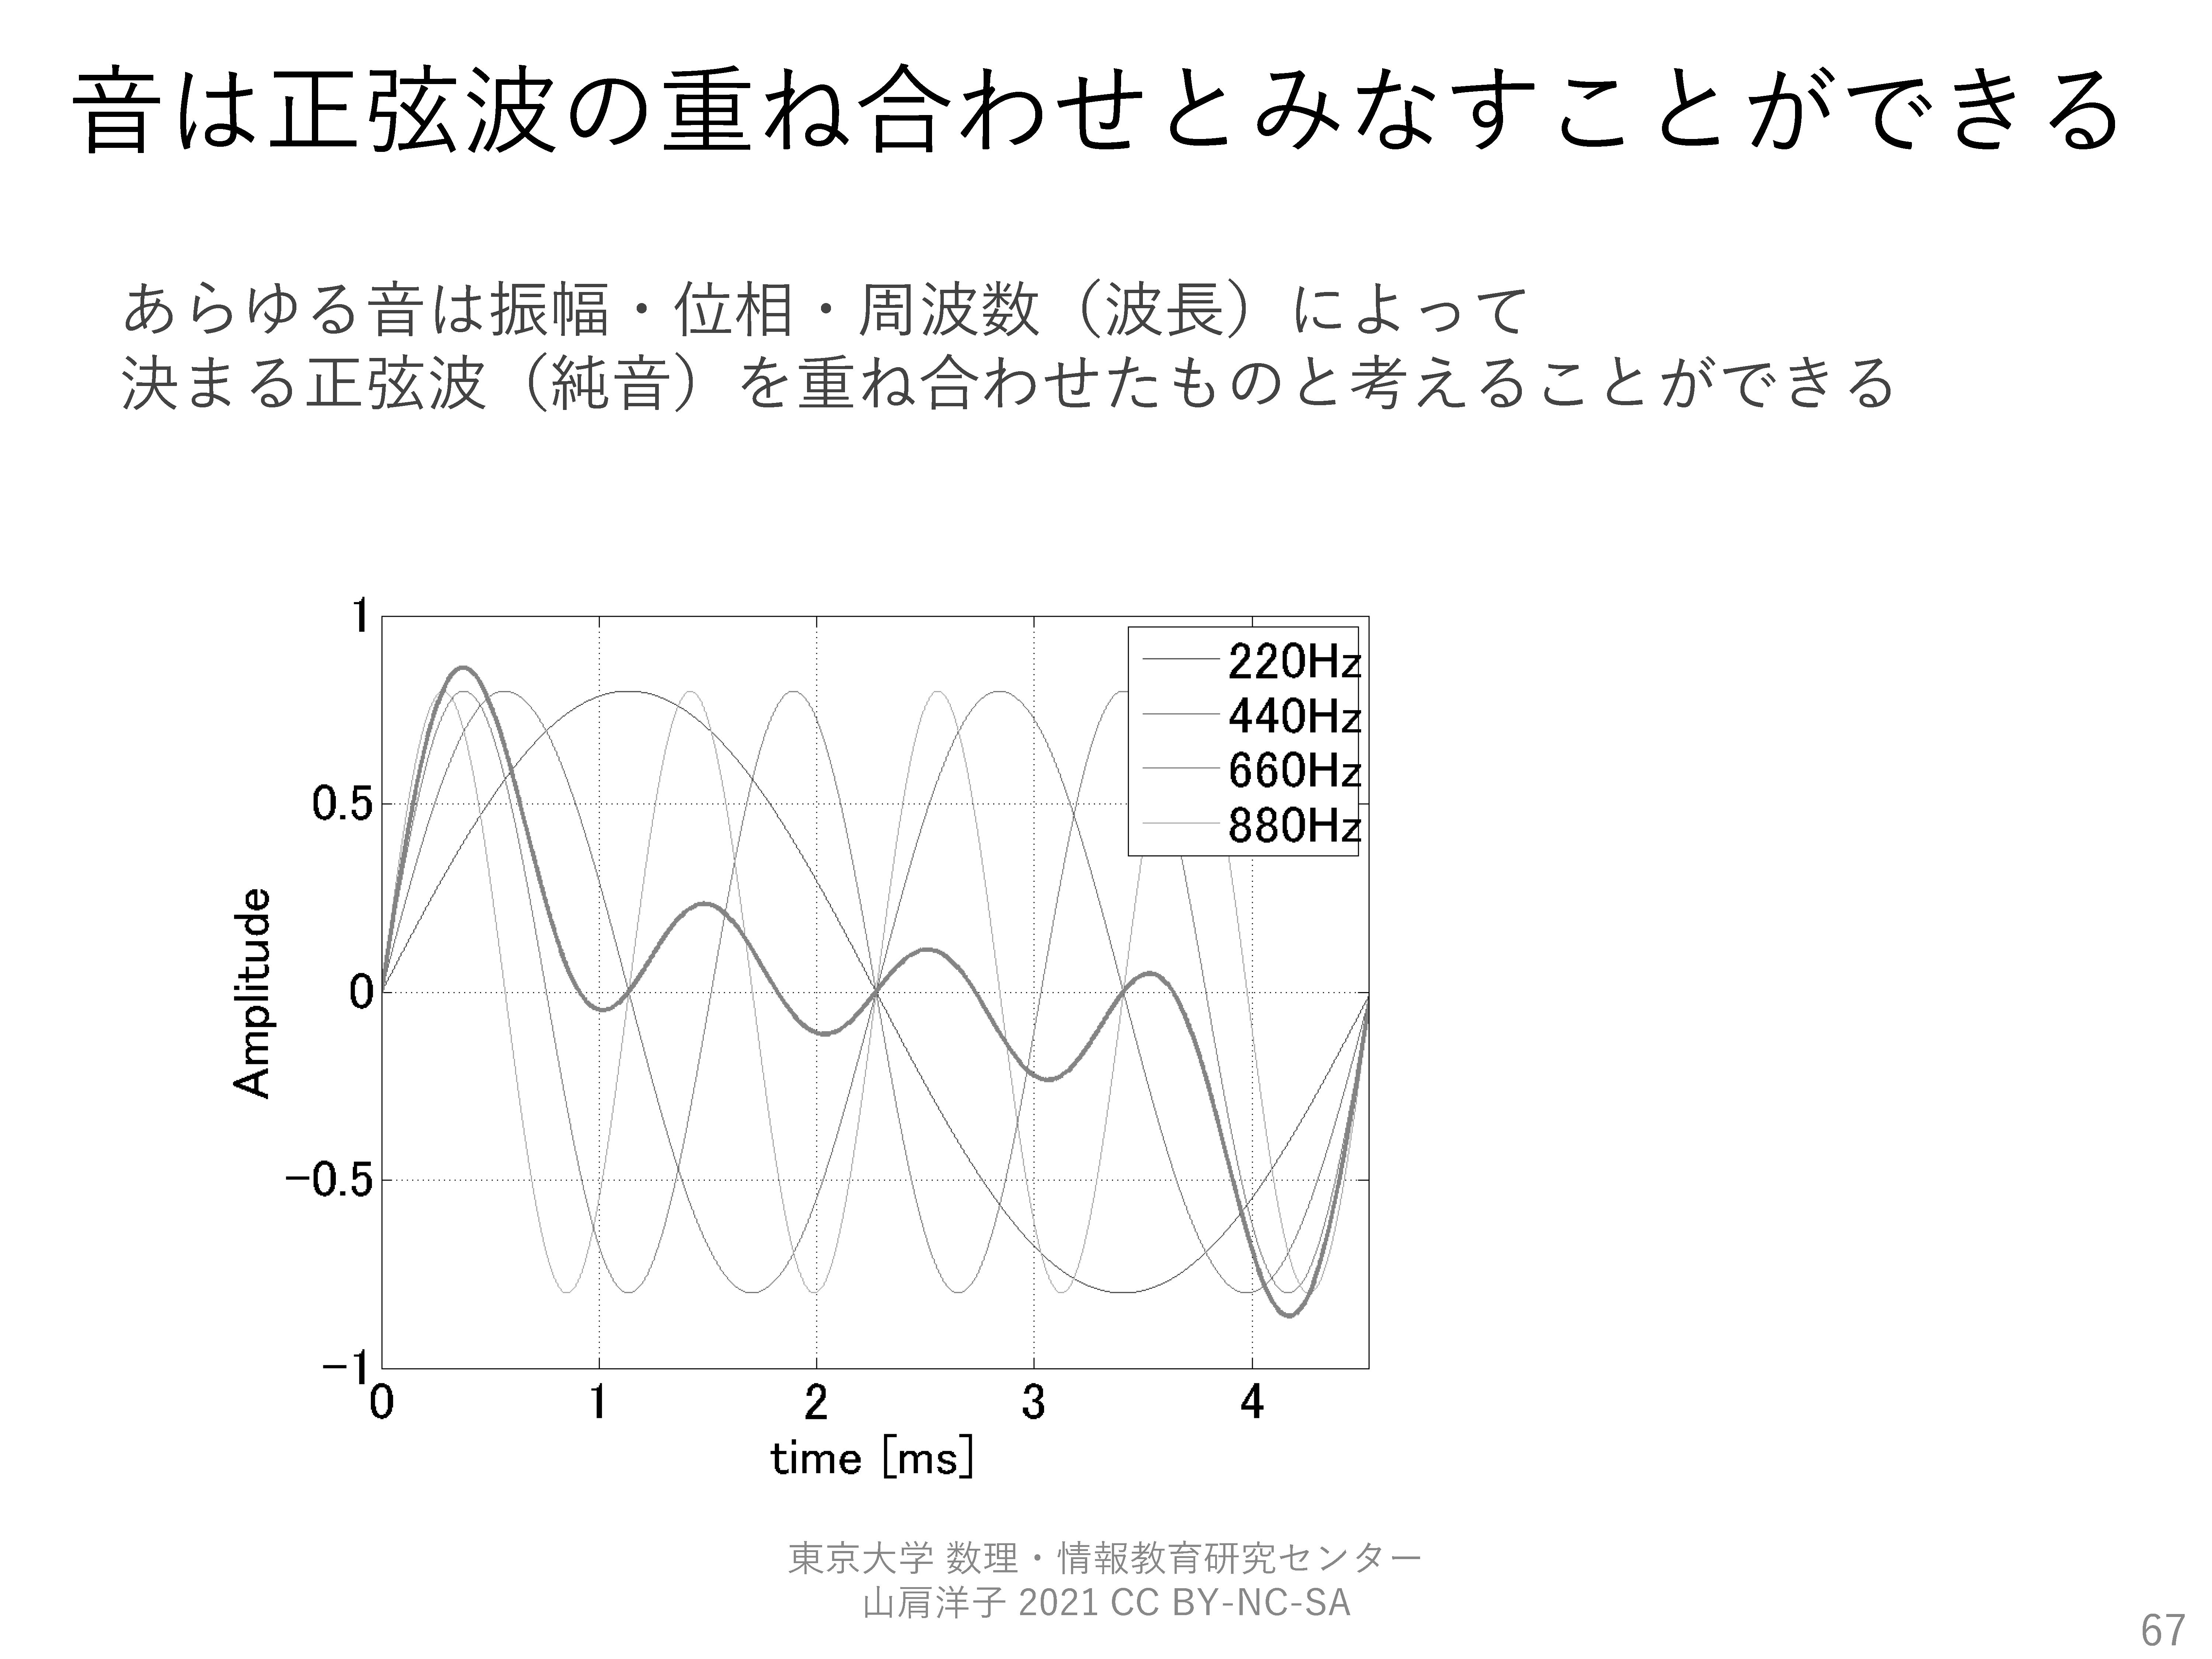 音は正弦波の重ね合わせとみなすことができる
あらゆる音は振幅・位相・周波数（波長）によって
決まる正弦波（純音）を重ね合わせたものと考えることができる
1
0.5
0
-0.5
-1
Amplitude
220Hz
440Hz
660Hz
880Hz
0 1 2 3 4
time [ms]
東京大学 数理・情報教育研究センター
山肩洋子 2021 CC BY-NC-SA
67